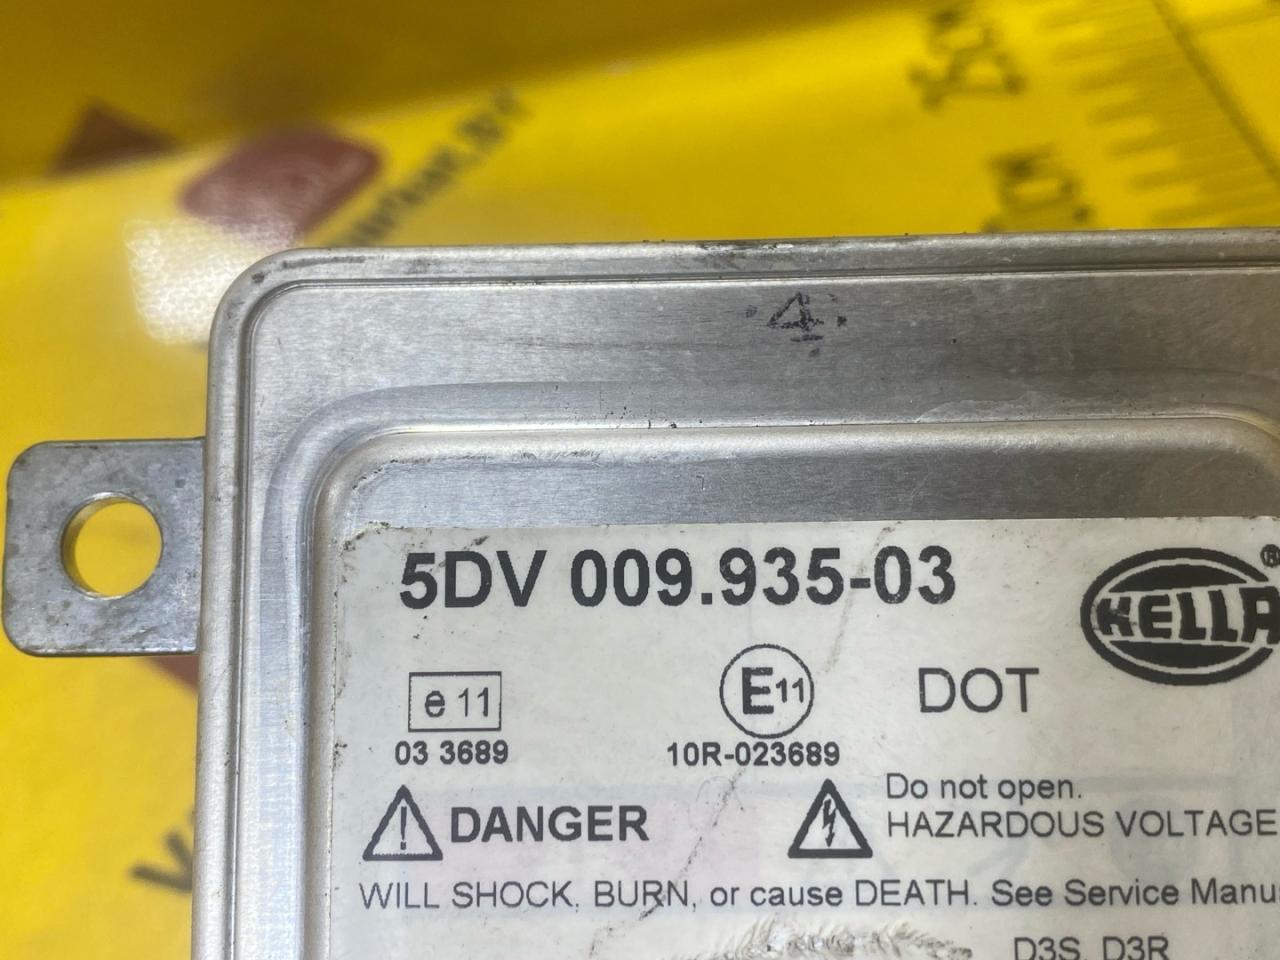 .4.
5DV 009.935-03
HELLA®
e 11
E11
DOT
03 3689
10R-023689
DANGER
Do not open.
HAZARDOUS VOLTAGE
WILL SHOCK, BURN, or cause DEATH. See Service Manu
D3S, D3R